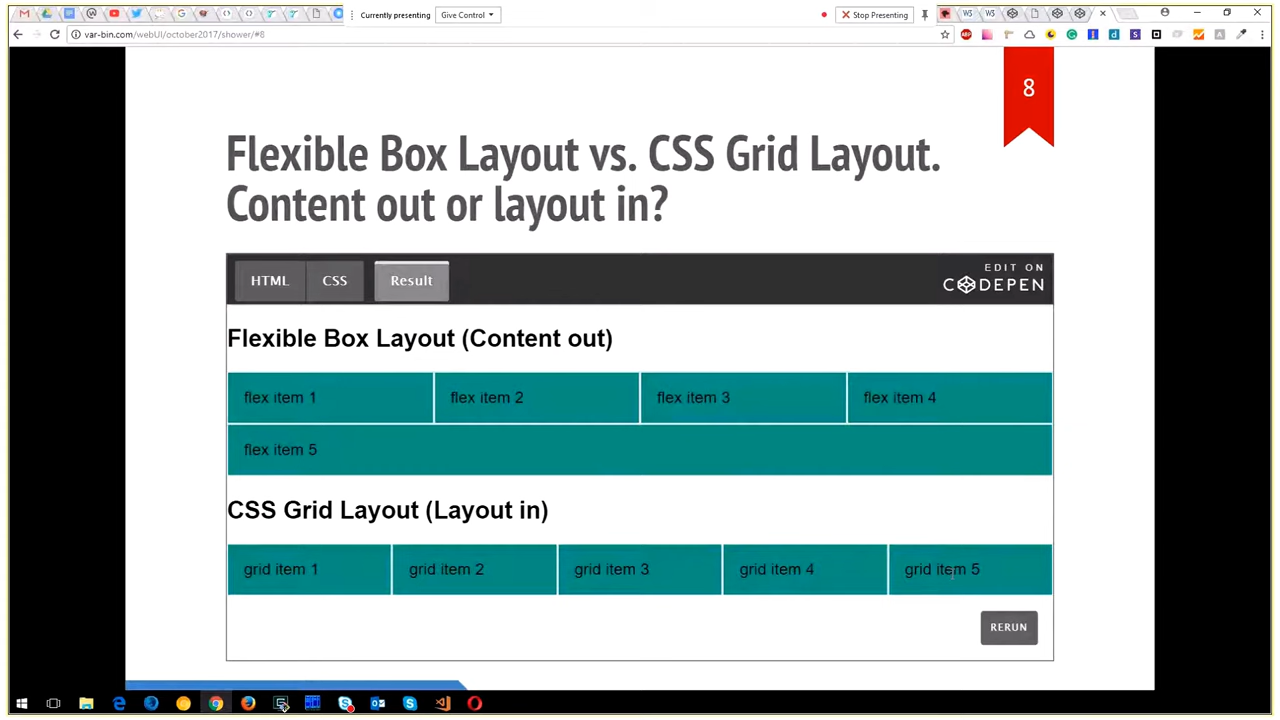 Currently presenting
Give Control
Stop Presenting
var-bin.com/webUI/october2017/shower/#8
8
Flexible Box Layout vs. CSS Grid Layout.
Content out or layout in?
HTML
CSS
Result
EDIT ON
CODEPEN
Flexible Box Layout (Content out)
flex item 1
flex item 2
flex item 3
flex item 4
flex item 5
CSS Grid Layout (Layout in)
grid item 1
grid item 2
grid item 3
grid item 4
grid item 5
RERUN